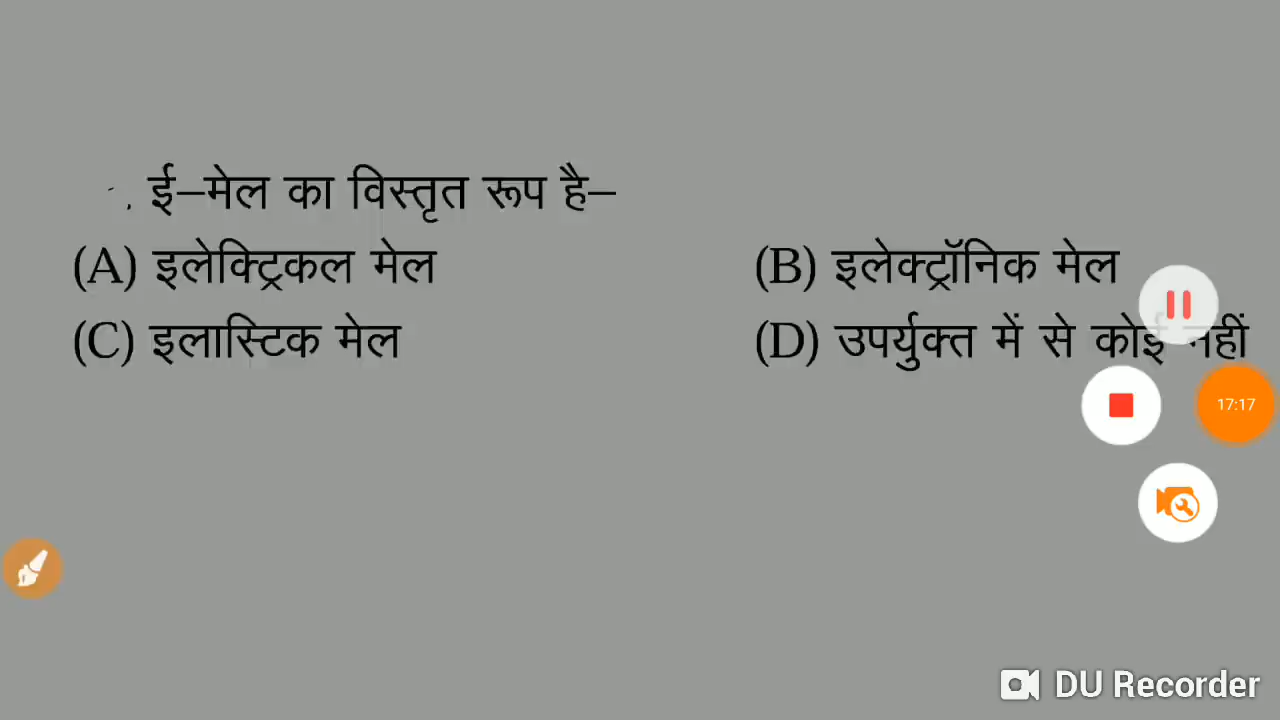 ई–मेल का विस्तृत रूप है–
(A) इलेक्ट्रिकल मेल (B) इलेक्ट्रॉनिक मेल
(C) इलास्टिक मेल (D) उपर्युक्त में से कोई नहीं
17:17
DU Recorder